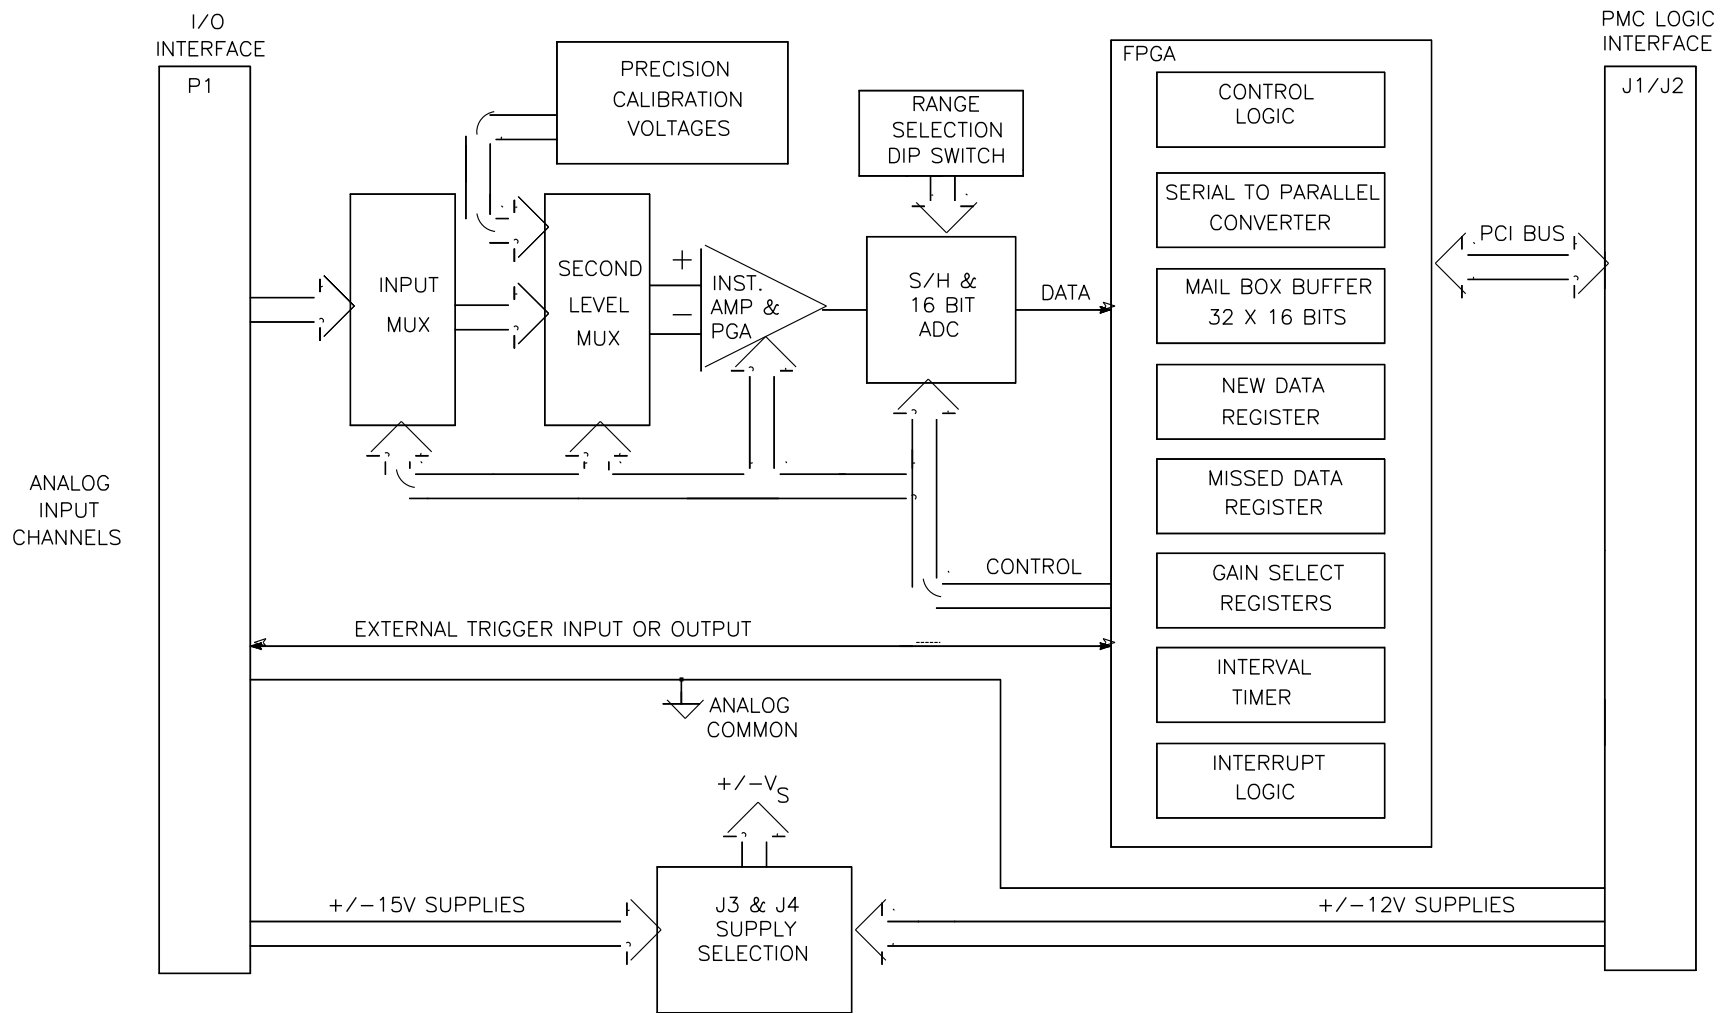 I/O
INTERFACE
P1
PRECISION
CALIBRATION
VOLTAGES
RANGE
SELECTION
DIP SWITCH
FPGA
CONTROL
LOGIC
SERIAL TO PARALLEL
CONVERTER
MAIL BOX BUFFER
32 X 16 BITS
NEW DATA
REGISTER
MISSED DATA
REGISTER
GAIN SELECT
REGISTERS
INTERVAL
TIMER
INTERRUPT
LOGIC
PMC LOGIC
INTERFACE
J1/J2
PCI BUS
INPUT
MUX
SECOND
LEVEL
MUX
+
−
INST.
AMP &
PGA
S/H &
16 BIT
ADC
DATA
ANALOG
INPUT
CHANNELS
CONTROL
EXTERNAL TRIGGER INPUT OR OUTPUT
ANALOG
COMMON
+/−VS
+/−15V SUPPLIES
J3 & J4
SUPPLY
SELECTION
+/−12V SUPPLIES